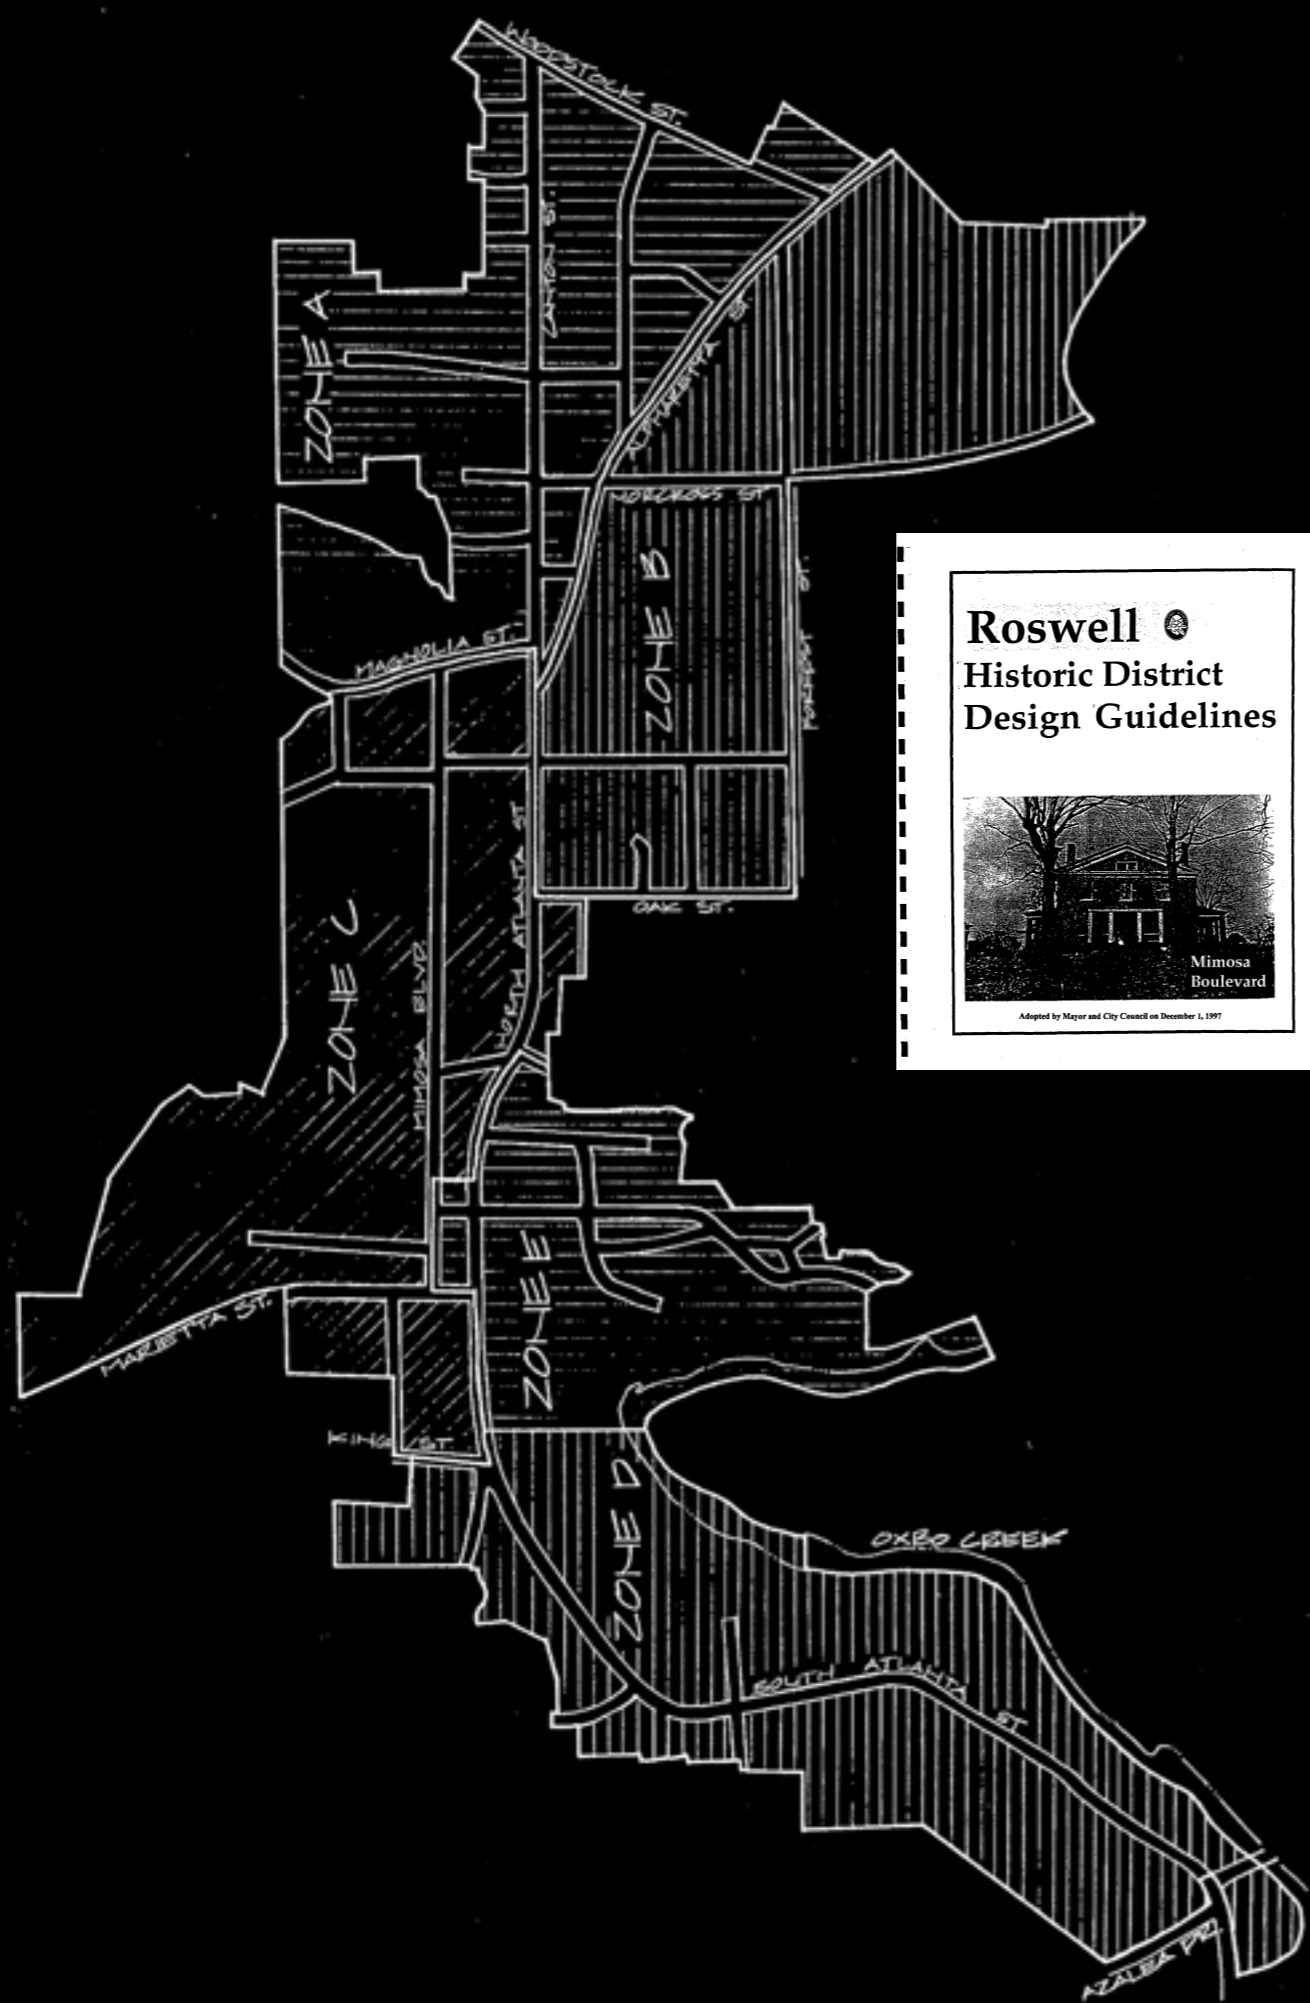 WOODSTOCK ST.
CANTON ST.
ZONE A
ALPHARETTA ST.
NORCROSS ST
ZONE B
FORREST ST.
MAGNOLIA ST.
Roswell
Historic District
Design Guidelines
Mimosa
Boulevard
Adopted by Mayor and City Council on December 1, 1997
NORTH ATLANTA ST
OAK ST.
ZONE C
MIMOSA BLVD.
ZONE E
MARIETTA ST.
KING ST
ZONE D
OXBO CREEK
SOUTH ATLANTA ST
AZALEA DR.